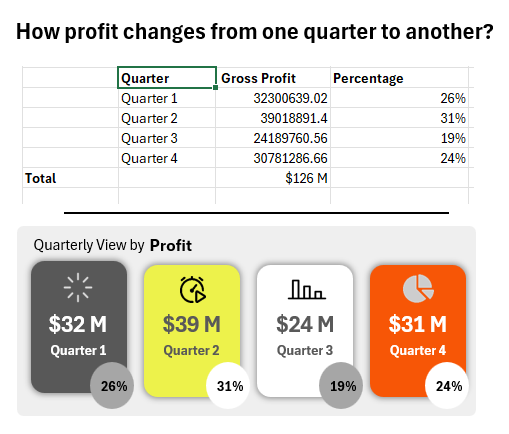 How profit changes from one quarter to another?
Quarter Gross Profit Percentage
Quarter 1 32300639.02 26%
Quarter 2 39018891.4 31%
Quarter 3 24189760.56 19%
Quarter 4 30781286.66 24%
Total $126 M
Quarterly View by Profit
$32 M $39 M $24 M $31 M
Quarter 1 Quarter 2 Quarter 3 Quarter 4
26% 31% 19% 24%